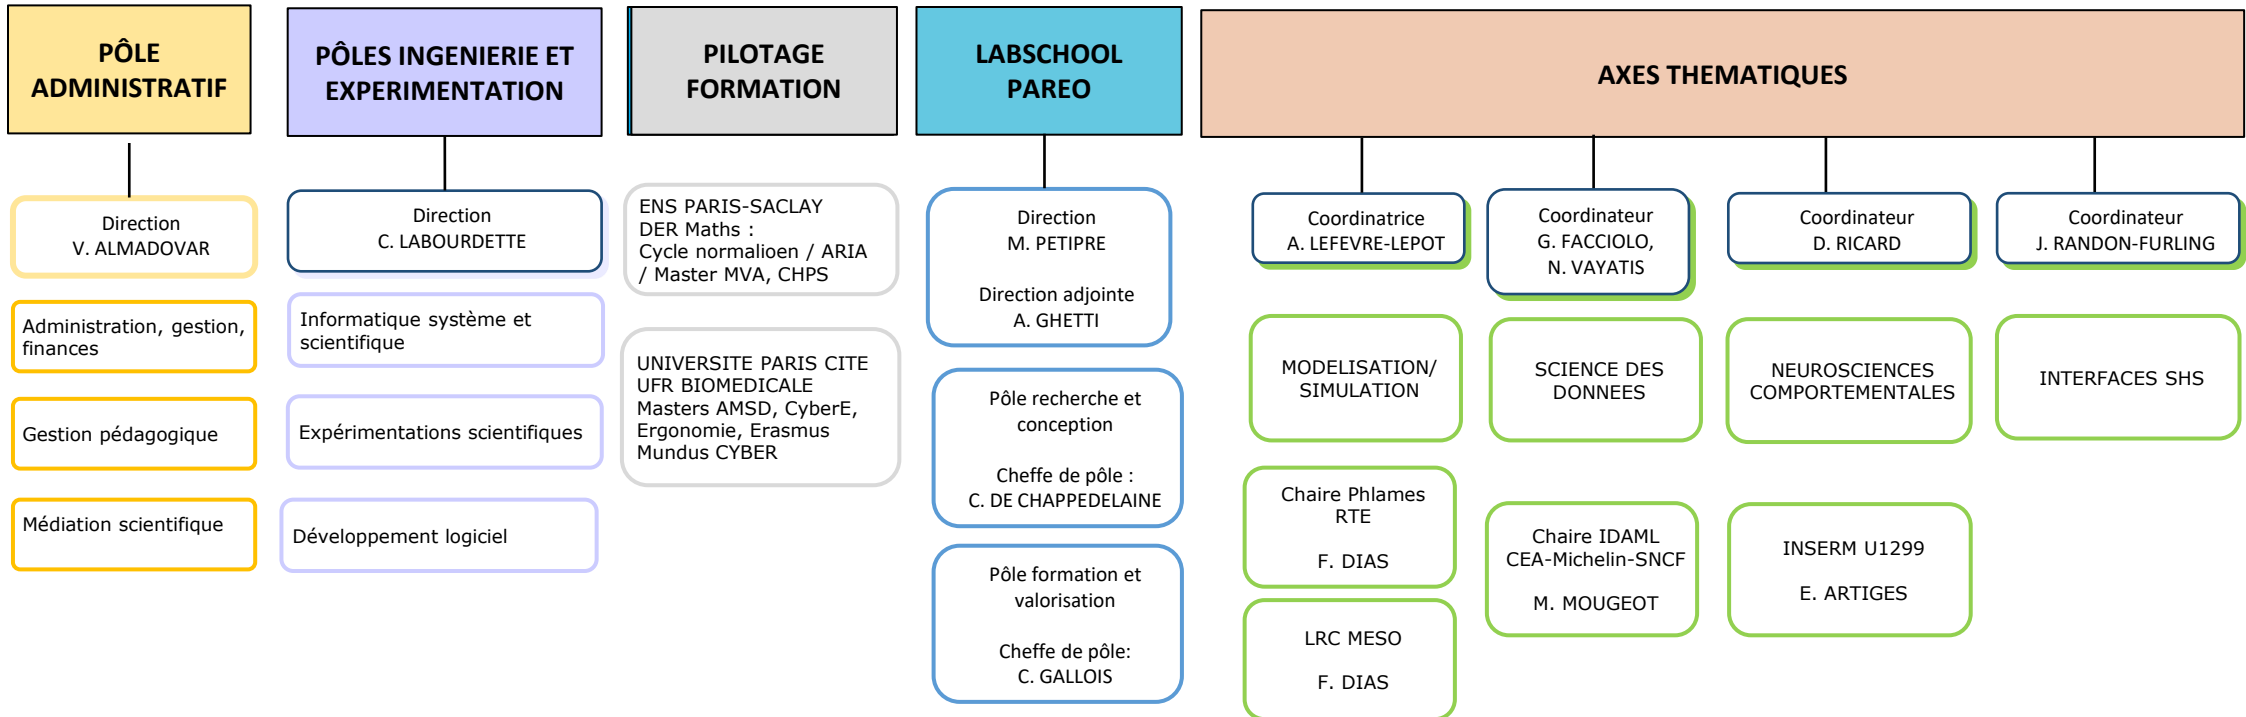 PÔLE
ADMINISTRATIF
Direction
V. ALMADOVAR
Administration, gestion,
finances
Gestion pédagogique
Médiation scientifique
PÔLES INGENIERIE ET
EXPERIMENTATION
Direction
C. LABOURDETTE
Informatique système et
scientifique
Expérimentations scientifiques
Développement logiciel
PILOTAGE
FORMATION
ENS PARIS-SACLAY
DER Maths :
Cycle normalioen / ARIA
/ Master MVA, CHPS
UNIVERSITE PARIS CITE
UFR BIOMEDICALE
Masters AMSD, CyberE,
Ergonomie, Erasmus
Mundus CYBER
LABSCHOOL
PAREO
Direction
M. PETIPRE
Direction adjointe
A. GHETTI
Pôle recherche et
conception
Cheffe de pôle :
C. DE CHAPPEDELAINE
Pôle formation et
valorisation
Cheffe de pôle:
C. GALLOIS
AXES THEMATIQUES
Coordinatrice
A. LEFEVRE-LEPOT
MODELISATION/
SIMULATION
Chaire Phlames
RTE
F. DIAS
LRC MESO
F. DIAS
Coordinateur
G. FACCIOLO,
N. VAYATIS
SCIENCE DES
DONNEES
Chaire IDAML
CEA-Michelin-SNCF
M. MOUGEOT
Coordinateur
D. RICARD
NEUROSCIENCES
COMPORTEMENTALES
INSERM U1299
E. ARTIGES
Coordinateur
J. RANDON-FURLING
INTERFACES SHS